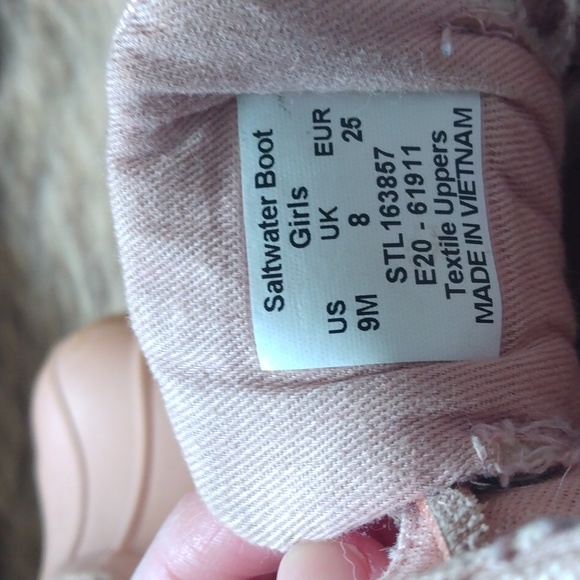 Saltwater Boot
Girls
US UK EUR
9M 8 25
STL163857
E20 - 61911
Textile Uppers
MADE IN VIETNAM